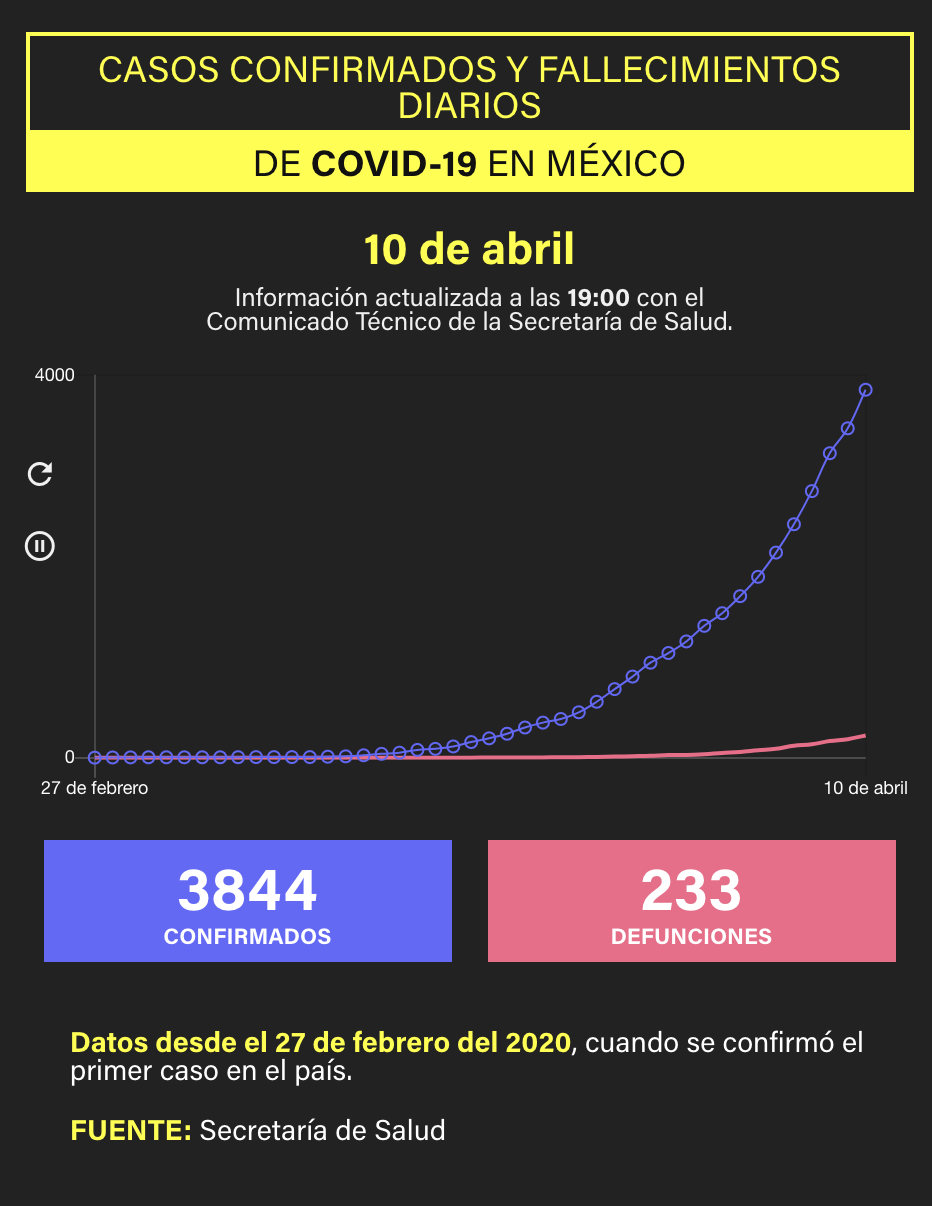 CASOS CONFIRMADOS Y FALLECIMIENTOS
DIARIOS
DE COVID-19 EN MÉXICO
10 de abril
Información actualizada a las 19:00 con el
Comunicado Técnico de la Secretaría de Salud.
4000
0
27 de febrero
10 de abril
3844
CONFIRMADOS
233
DEFUNCIONES
Datos desde el 27 de febrero del 2020, cuando se confirmó el
primer caso en el país.
FUENTE: Secretaría de Salud